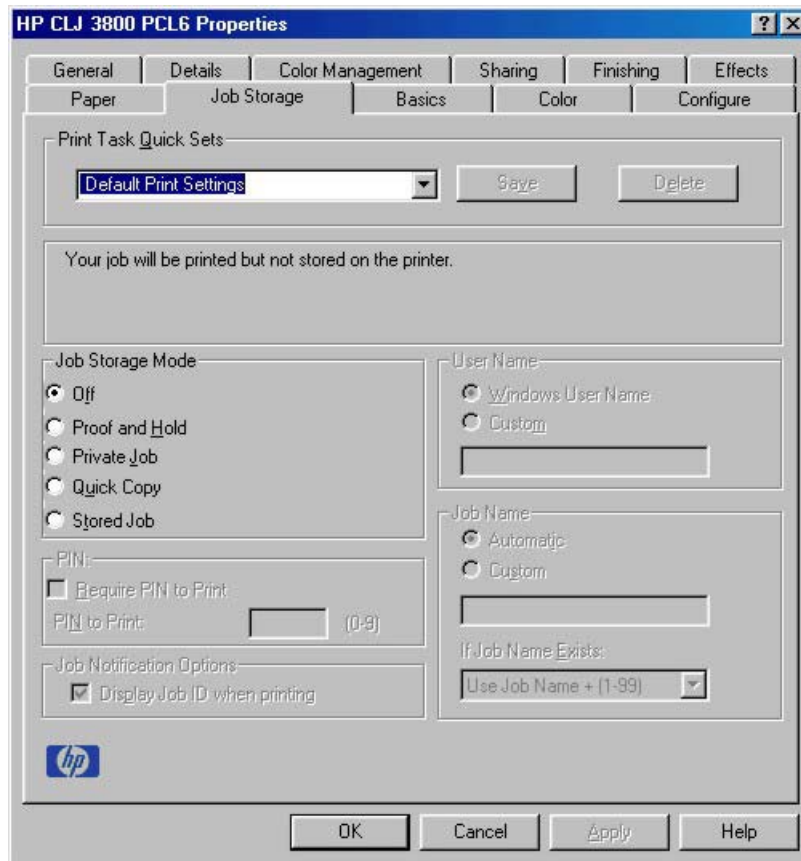 HP CLJ 3800 PCL6 Properties
General Details Color Management Sharing Finishing Effects
Paper Job Storage Basics Color Configure
Print Task Quick Sets
Default Print Settings Save Delete
Your job will be printed but not stored on the printer.
Job Storage Mode
Off
Proof and Hold
Private Job
Quick Copy
Stored Job
User Name
Windows User Name
Custom
Job Name
Automatic
Custom
If Job Name Exists:
Use Job Name + (1-99)
PIN:
Require PIN to Print
PIN to Print: (0-9)
Job Notification Options
Display Job ID when printing
hp
OK Cancel Apply Help